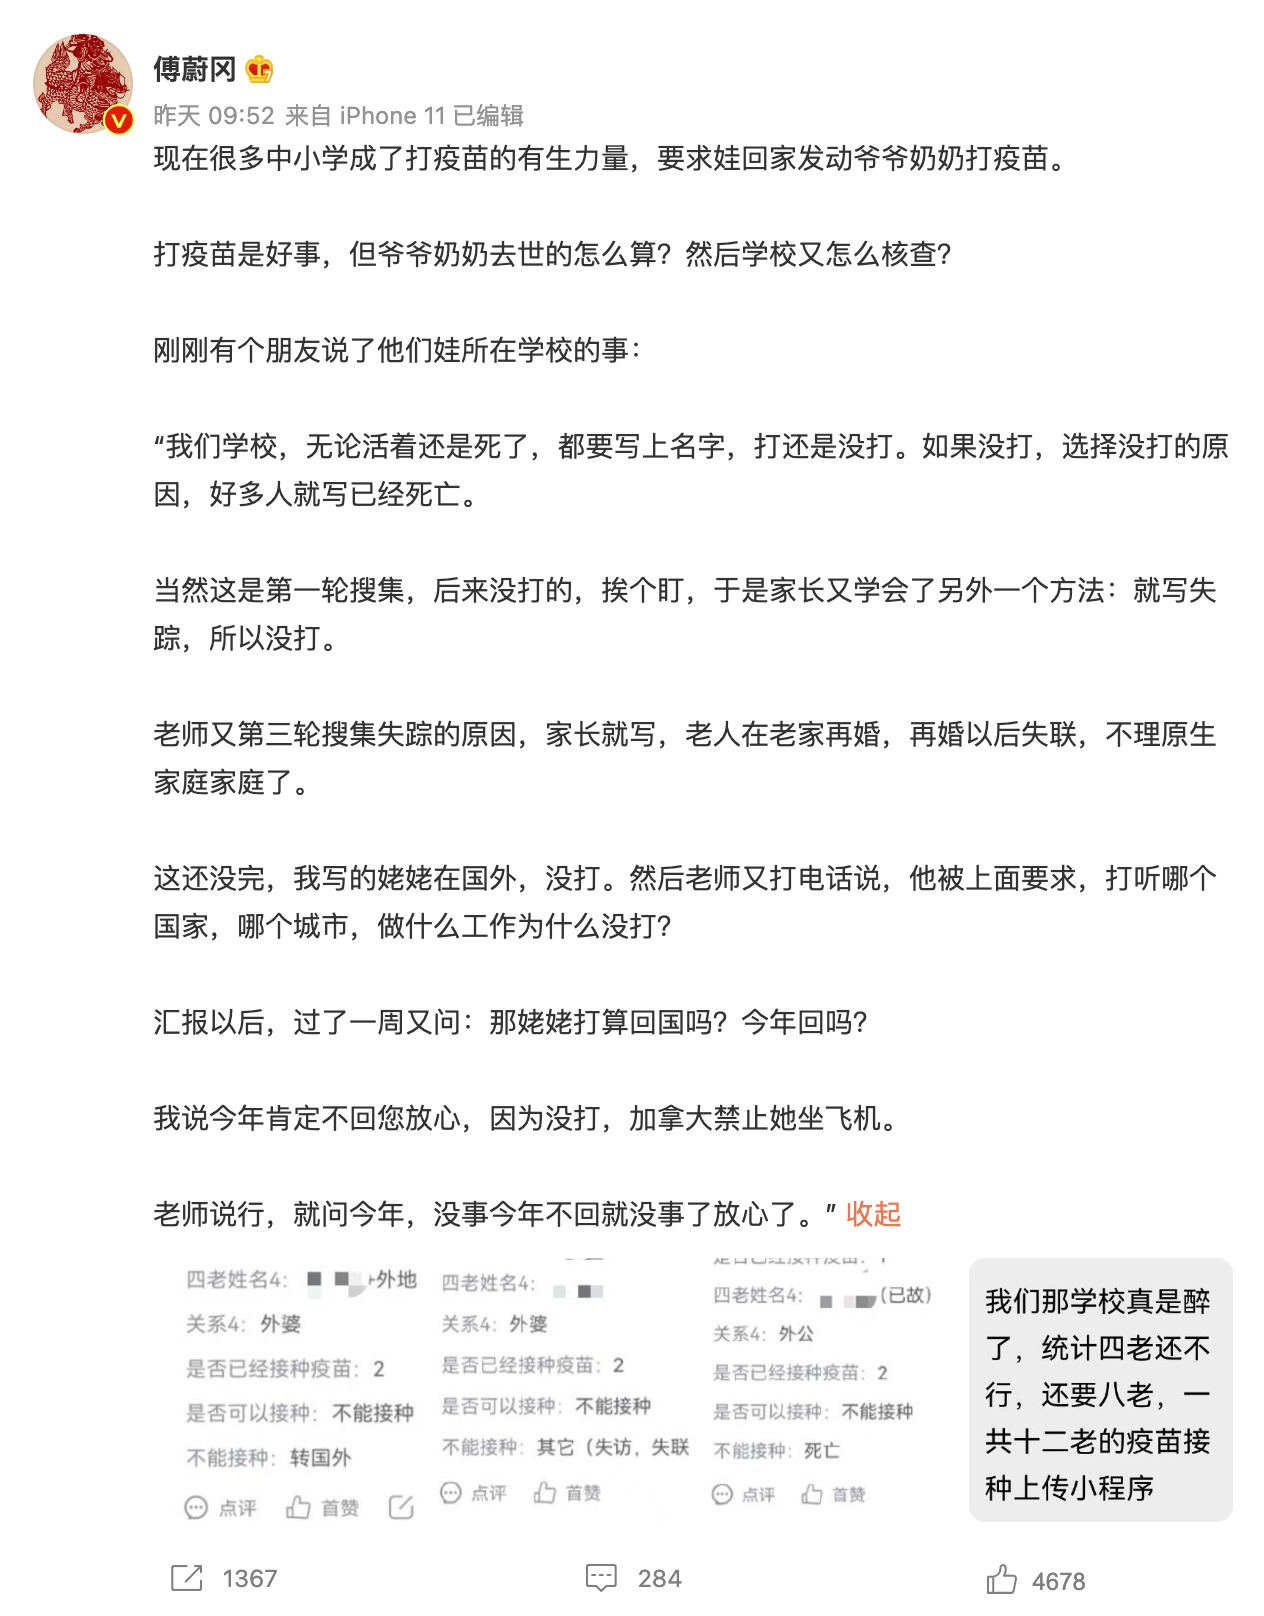 傅蔚冈
昨天 09:52 来自 iPhone 11 已编辑
现在很多中小学成了打疫苗的有生力量，要求娃回家发动爷爷奶奶打疫苗。
打疫苗是好事，但爷爷奶奶去世的怎么算？然后学校又怎么核查？
刚刚有个朋友说了他们娃所在学校的事：
“我们学校，无论活着还是死了，都要写上名字，打还是没打。如果没打，选择没打的原
因，好多人就写已经死亡。
当然这是第一轮搜集，后来没打的，挨个盯，于是家长又学会了另外一个方法：就写失
踪，所以没打。
老师又第三轮搜集失踪的原因，家长就写，老人在老家再婚，再婚以后失联，不理原生
家庭家庭了。
这还没完，我写的姥姥在国外，没打。然后老师又打电话说，他被上面要求，打听哪个
国家，哪个城市，做什么工作为什么没打？
汇报以后，过了一周又问：那姥姥打算回国吗？今年回吗？
我说今年肯定不回您放心，因为没打，加拿大禁止她坐飞机。
老师说行，就问今年，没事今年不回就没事了放心了。” 收起
四老姓名4: +外地
关系4: 外婆
是否已经接种疫苗: 2
是否可以接种: 不能接种
不能接种: 转国外
点评 首赞
四老姓名4:
关系4: 外婆
是否已经接种疫苗: 2
是否可以接种: 不能接种
不能接种: 其它（失访，失联
点评 首赞
是否已经接种疫苗: 1
四老姓名4: (已故)
关系4: 外公
是否已经接种疫苗: 2
是否可以接种: 不能接种
不能接种: 死亡
点评 首赞
我们那学校真是醉
了，统计四老还不
行，还要八老，一
共十二老的疫苗接
种上传小程序
1367 284 4678